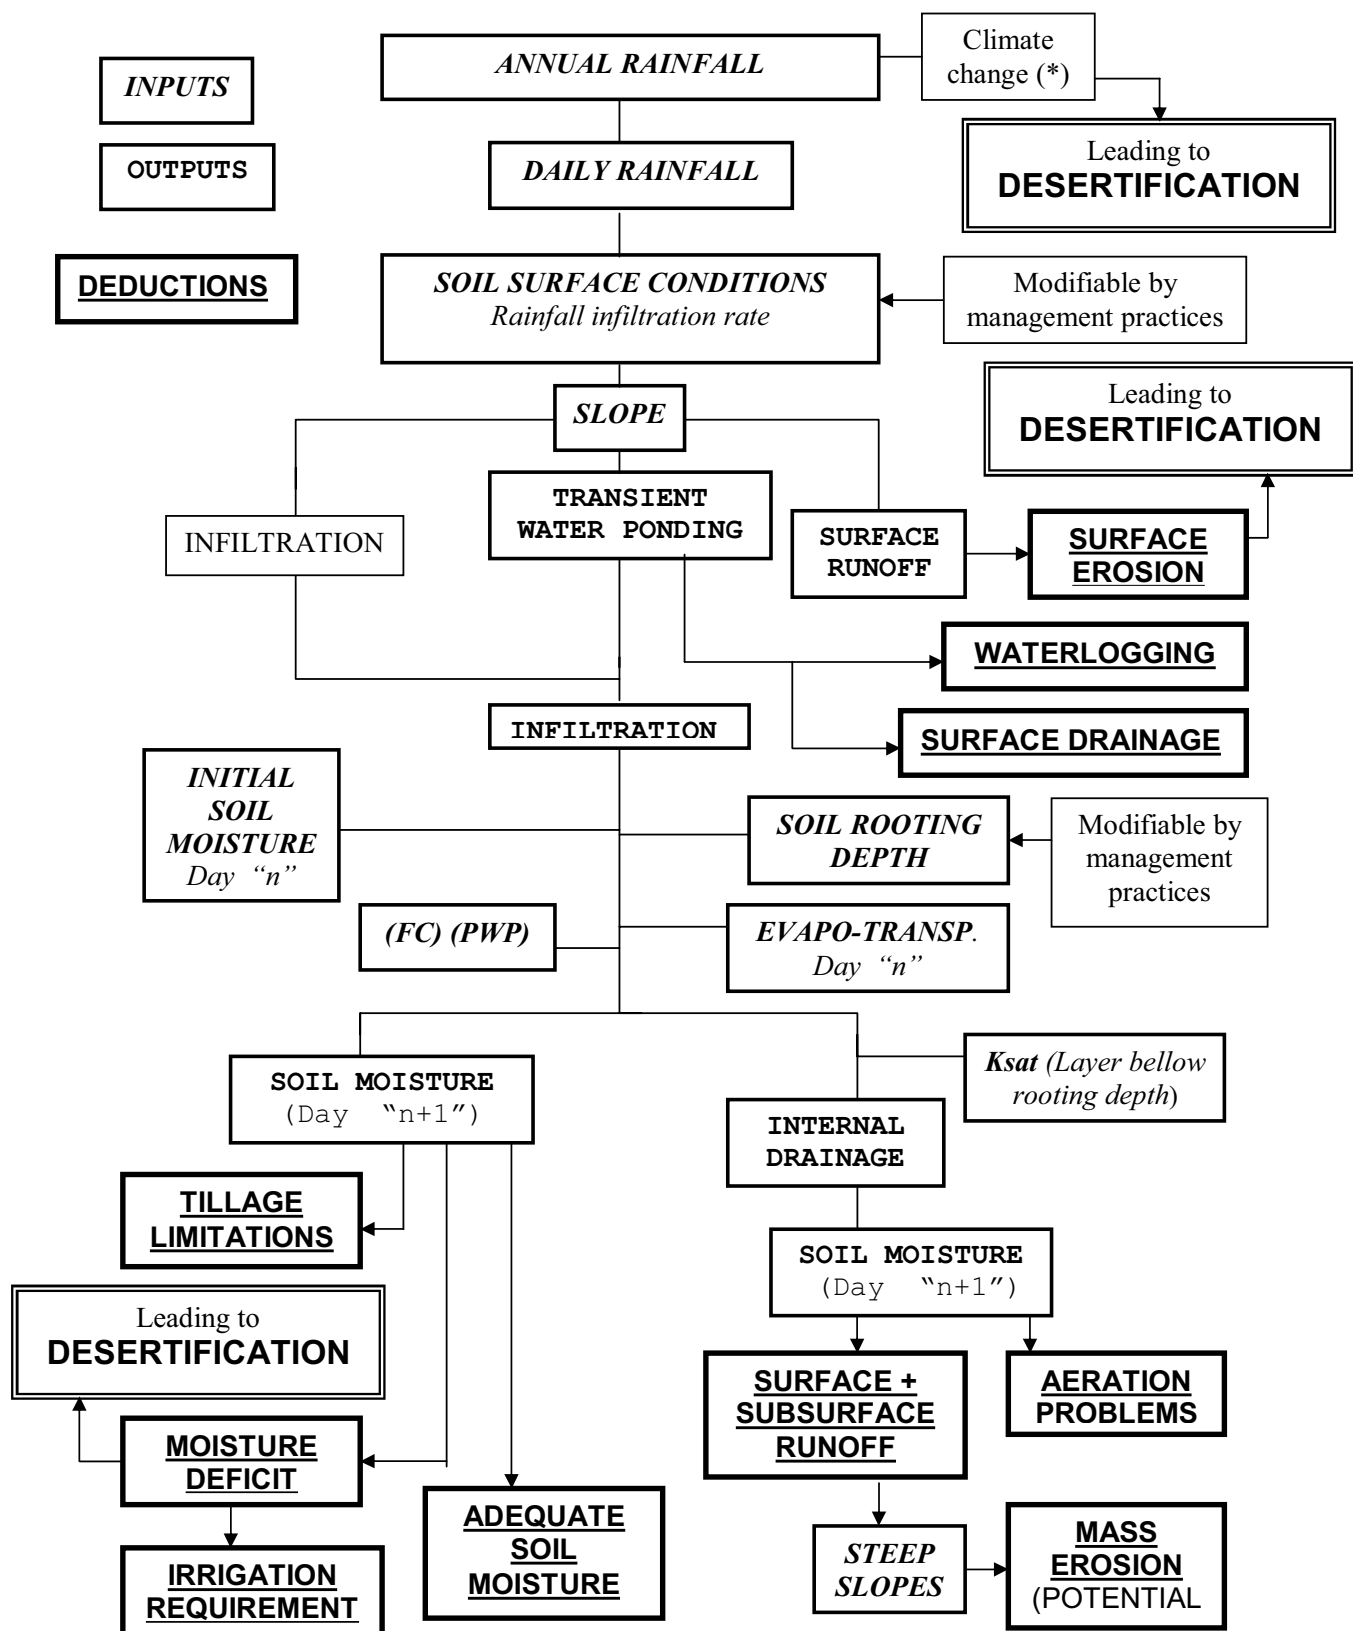 ANNUAL RAINFALL
Climate
change (*)
INPUTS
Leading to
DESERTIFICATION
OUTPUTS
DAILY RAINFALL
DEDUCTIONS
SOIL SURFACE CONDITIONS
Rainfall infiltration rate
Modifiable by
management practices
SLOPE
Leading to
DESERTIFICATION
TRANSIENT
WATER PONDING
INFILTRATION
SURFACE
RUNOFF
SURFACE
EROSION
WATERLOGGING
INFILTRATION
SURFACE DRAINAGE
INITIAL
SOIL
MOISTURE
Day “n”
SOIL ROOTING
DEPTH
Modifiable by
management
practices
(FC) (PWP)
EVAPO-TRANSP.
Day “n”
SOIL MOISTURE
(Day “n+1”)
Ksat (Layer bellow
rooting depth)
INTERNAL
DRAINAGE
TILLAGE
LIMITATIONS
SOIL MOISTURE
(Day “n+1”)
Leading to
DESERTIFICATION
SURFACE +
SUBSURFACE
RUNOFF
AERATION
PROBLEMS
MOISTURE
DEFICIT
ADEQUATE
SOIL
MOISTURE
STEEP
SLOPES
MASS
EROSION
(POTENTIAL
IRRIGATION
REQUIREMENT